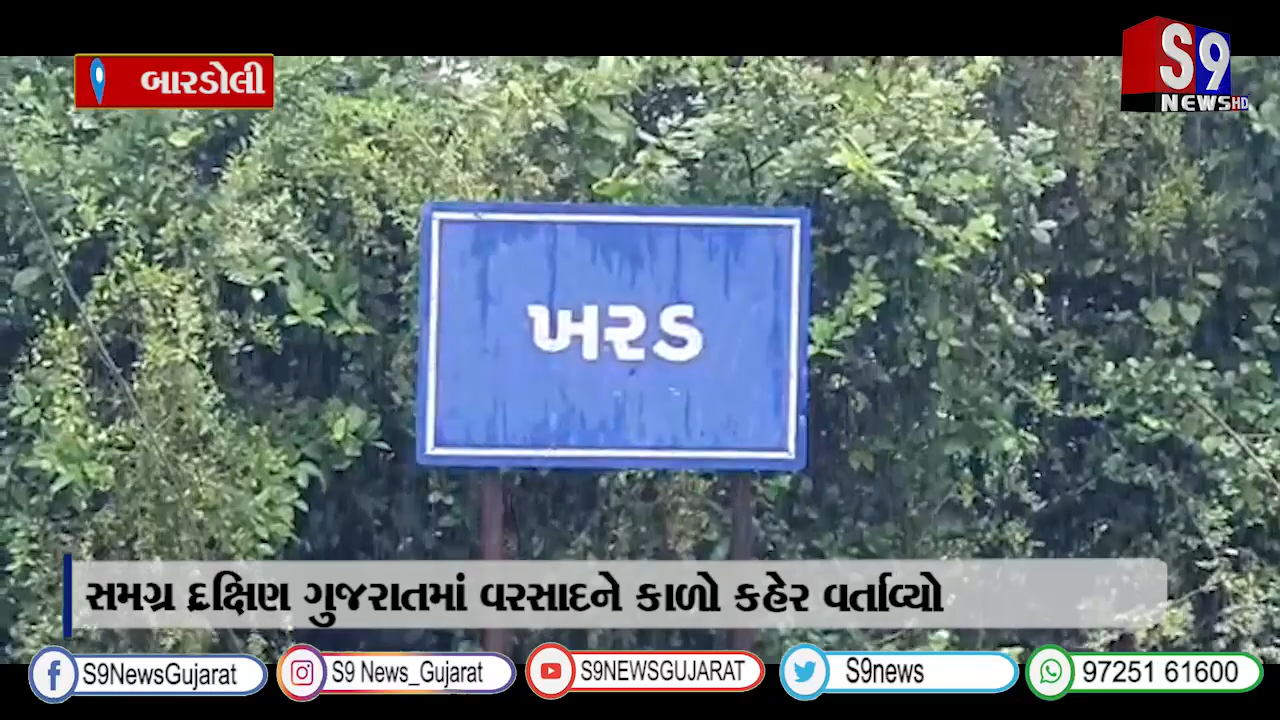 બારડોલી
S9
NEWSHD
ખરડ
સમગ્ર દક્ષિણ ગુજરાતમાં વરસાદને કાળો કહેર વર્તાવ્યો
S9NewsGujarat
S9 News_Gujarat
S9NEWSGUJARAT
S9news
97251 61600